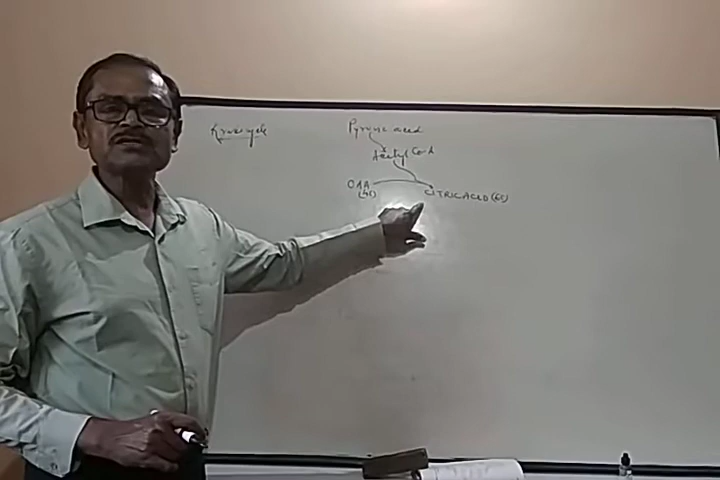 Krebs cycle
Pyruvic acid
Acetyl Co-A
OAA
(4C)
CITRIC ACID (6C)